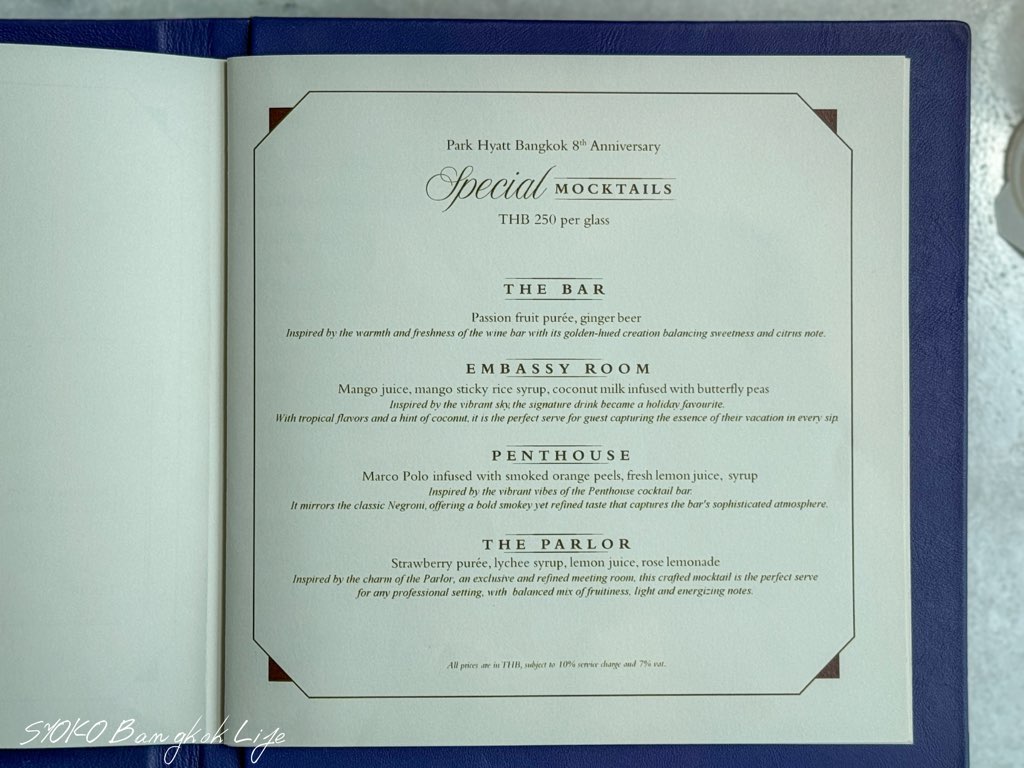 Park Hyatt Bangkok 8th Anniversary
Special MOCKTAILS
THB 250 per glass
THE BAR
Passion fruit purée, ginger beer
Inspired by the warmth and freshness of the wine bar with its golden-hued creation balancing sweetness and citrus note.
EMBASSY ROOM
Mango juice, mango sticky rice syrup, coconut milk infused with butterfly peas
Inspired by the vibrant sky, the signature drink became a holiday favourite.
With tropical flavors and a hint of coconut, it is the perfect serve for guest capturing the essence of their vacation in every sip.
PENTHOUSE
Marco Polo infused with smoked orange peels, fresh lemon juice, syrup
Inspired by the vibrant vibes of the Penthouse cocktail bar.
It mirrors the classic Negroni, offering a bold smokey yet refined taste that captures the bar's sophisticated atmosphere.
THE PARLOR
Strawberry purée, lychee syrup, lemon juice, rose lemonade
Inspired by the charm of the Parlor, an exclusive and refined meeting room, this crafted mocktail is the perfect serve
for any professional setting, with balanced mix of fruitiness, light and energizing notes.
All prices are in THB, subject to 10% service charge and 7% vat.
SYOKO Bangkok Life